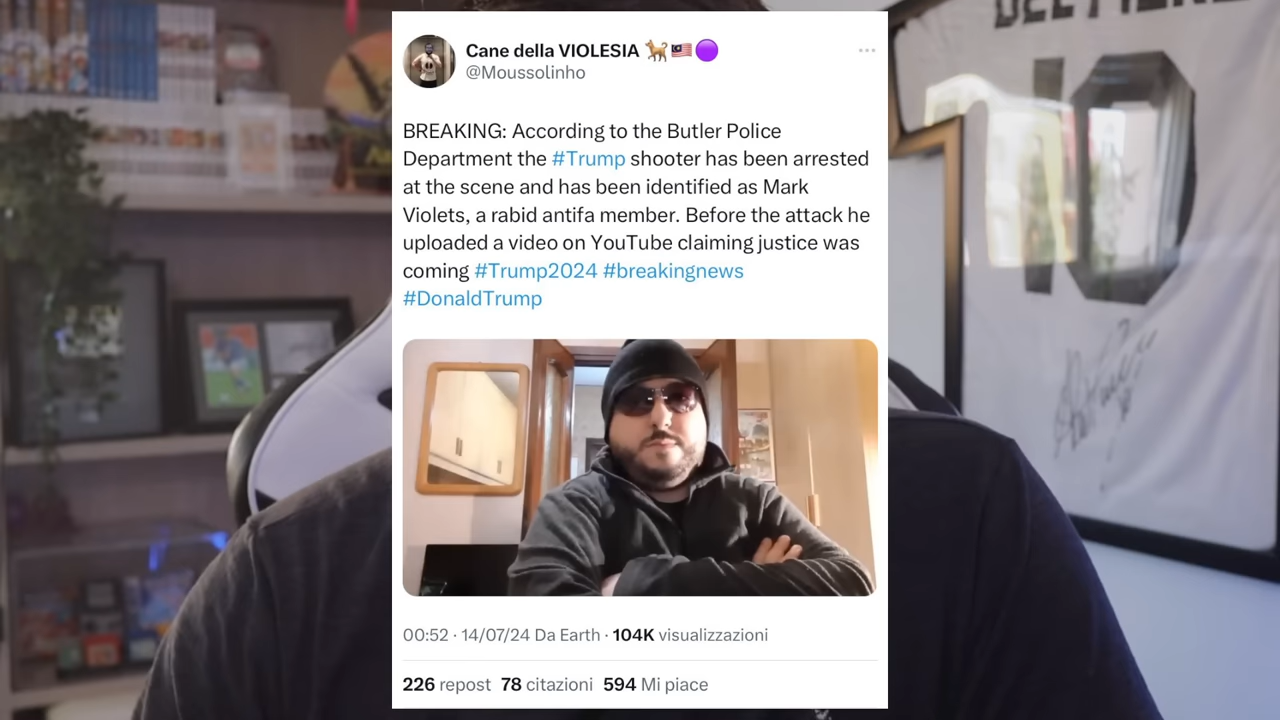 Cane della VIOLESIA 🐕🇲🇾🟣
@Moussolinho
BREAKING: According to the Butler Police
Department the #Trump shooter has been arrested
at the scene and has been identified as Mark
Violets, a rabid antifa member. Before the attack he
uploaded a video on YouTube claiming justice was
coming #Trump2024 #breakingnews
#DonaldTrump
00:52 · 14/07/24 Da Earth · 104K visualizzazioni
226 repost 78 citazioni 594 Mi piace
10